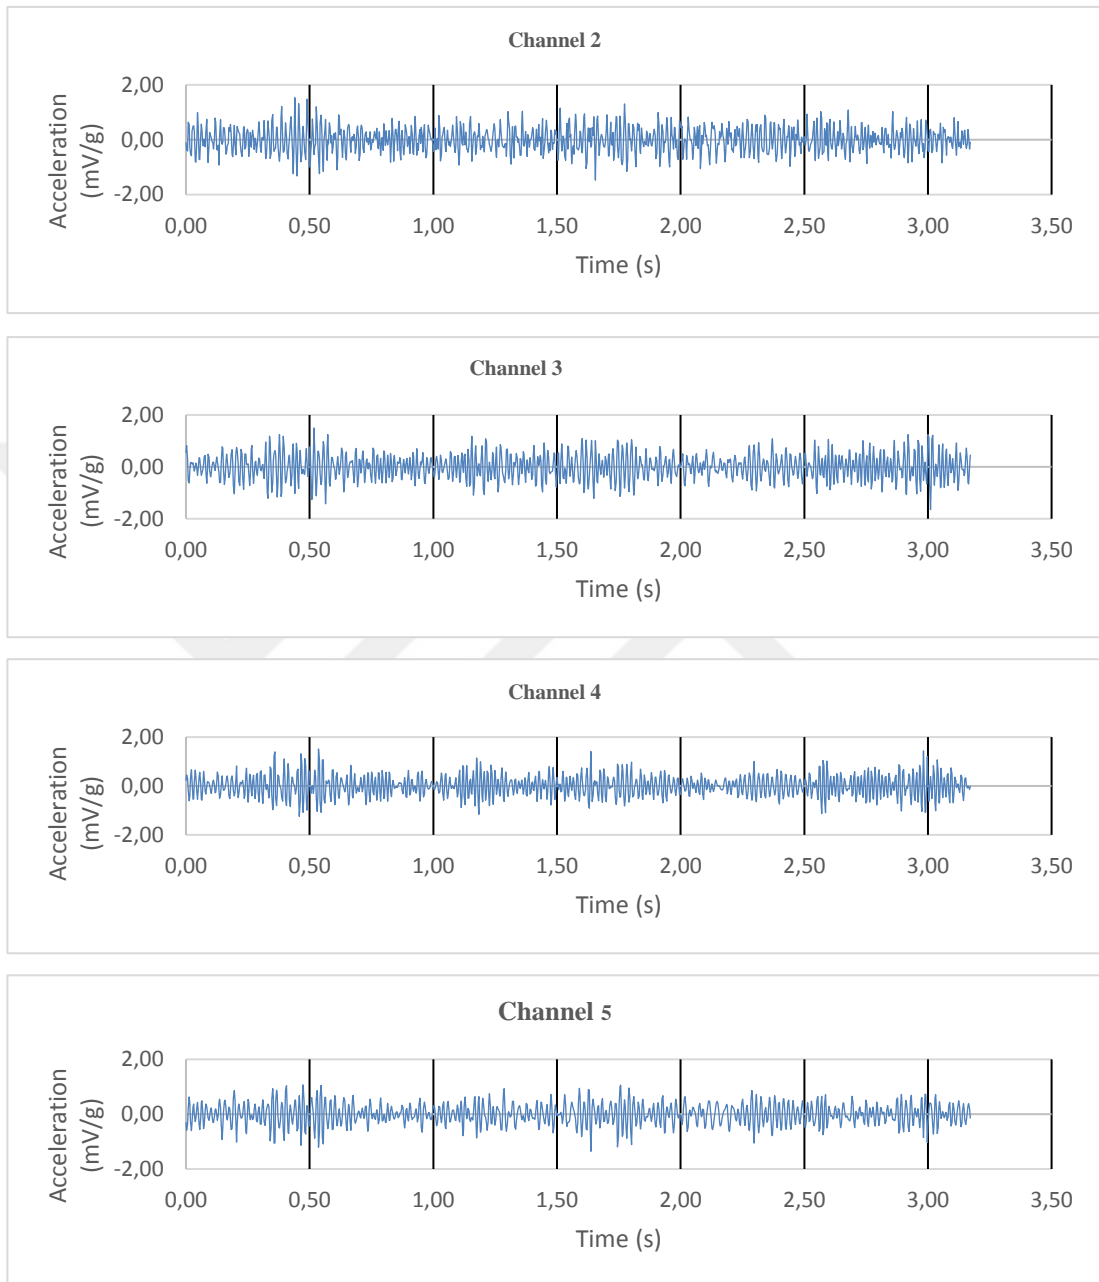 Channel 2
Acceleration
(mV/g)
2,00
0,00
-2,00
0,00 0,50 1,00 1,50 2,00 2,50 3,00 3,50
Time (s)
Channel 3
Acceleration
(mV/g)
2,00
0,00
-2,00
0,00 0,50 1,00 1,50 2,00 2,50 3,00 3,50
Time (s)
Channel 4
Acceleration
(mV/g)
2,00
0,00
-2,00
0,00 0,50 1,00 1,50 2,00 2,50 3,00 3,50
Time (s)
Channel 5
Acceleration
(mV/g)
2,00
0,00
-2,00
0,00 0,50 1,00 1,50 2,00 2,50 3,00 3,50
Time (s)